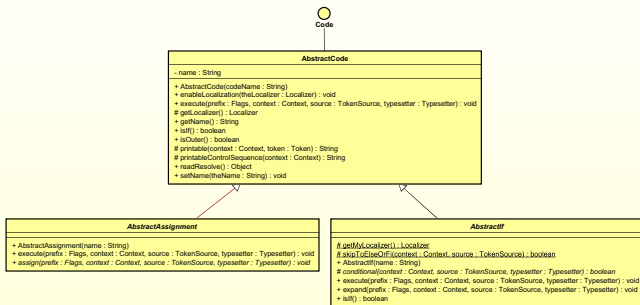 Code
AbstractCode
- name : String
+ AbstractCode(codeName : String)
+ enableLocalization(theLocalizer : Localizer) : void
+ execute(prefix : Flags, context : Context, source : TokenSource, typesetter : Typesetter) : void
# getLocalizer() : Localizer
+ getName() : String
+ isIf() : boolean
+ isOuter() : boolean
# printable(context : Context, token : Token) : String
# printableControlSequence(context : Context) : String
+ readResolve() : Object
+ setName(theName : String) : void
AbstractAssignment
+ AbstractAssignment(name : String)
+ execute(prefix : Flags, context : Context, source : TokenSource, typesetter : Typesetter) : void
+ assign(prefix : Flags, context : Context, source : TokenSource, typesetter : Typesetter) : void
AbstractIf
# getMyLocalizer() : Localizer
# skipToElseOrFi(context : Context, source : TokenSource) : boolean
+ AbstractIf(name : String)
# conditional(context : Context, source : TokenSource, typesetter : Typesetter) : boolean
+ execute(prefix : Flags, context : Context, source : TokenSource, typesetter : Typesetter) : void
+ expand(prefix : Flags, context : Context, source : TokenSource, typesetter : Typesetter) : void
+ isIf() : boolean